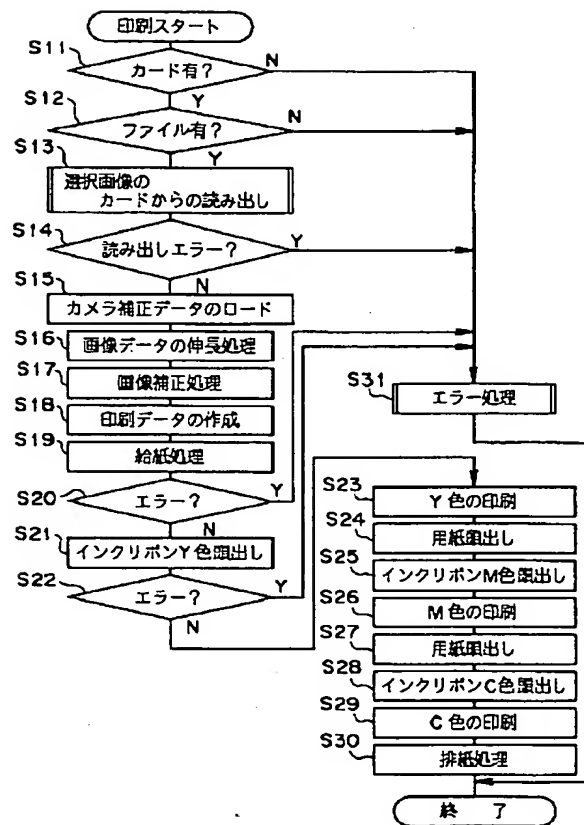 印刷スタート
S11
カード有?
N
Y
S12
ファイル有?
N
Y
S13
選択画像の
カードからの読み出し
S14
読み出しエラー?
Y
N
S15
カメラ補正データのロード
S16
画像データの伸長処理
S17
画像補正処理
S18
印刷データの作成
S19
給紙処理
S20
エラー?
Y
N
S21
インクリボンY色頭出し
S22
エラー?
Y
N
S31
エラー処理
S23
Y色の印刷
S24
用紙頭出し
S25
インクリボンM色頭出し
S26
M色の印刷
S27
用紙頭出し
S28
インクリボンC色頭出し
S29
C色の印刷
S30
排紙処理
終 了